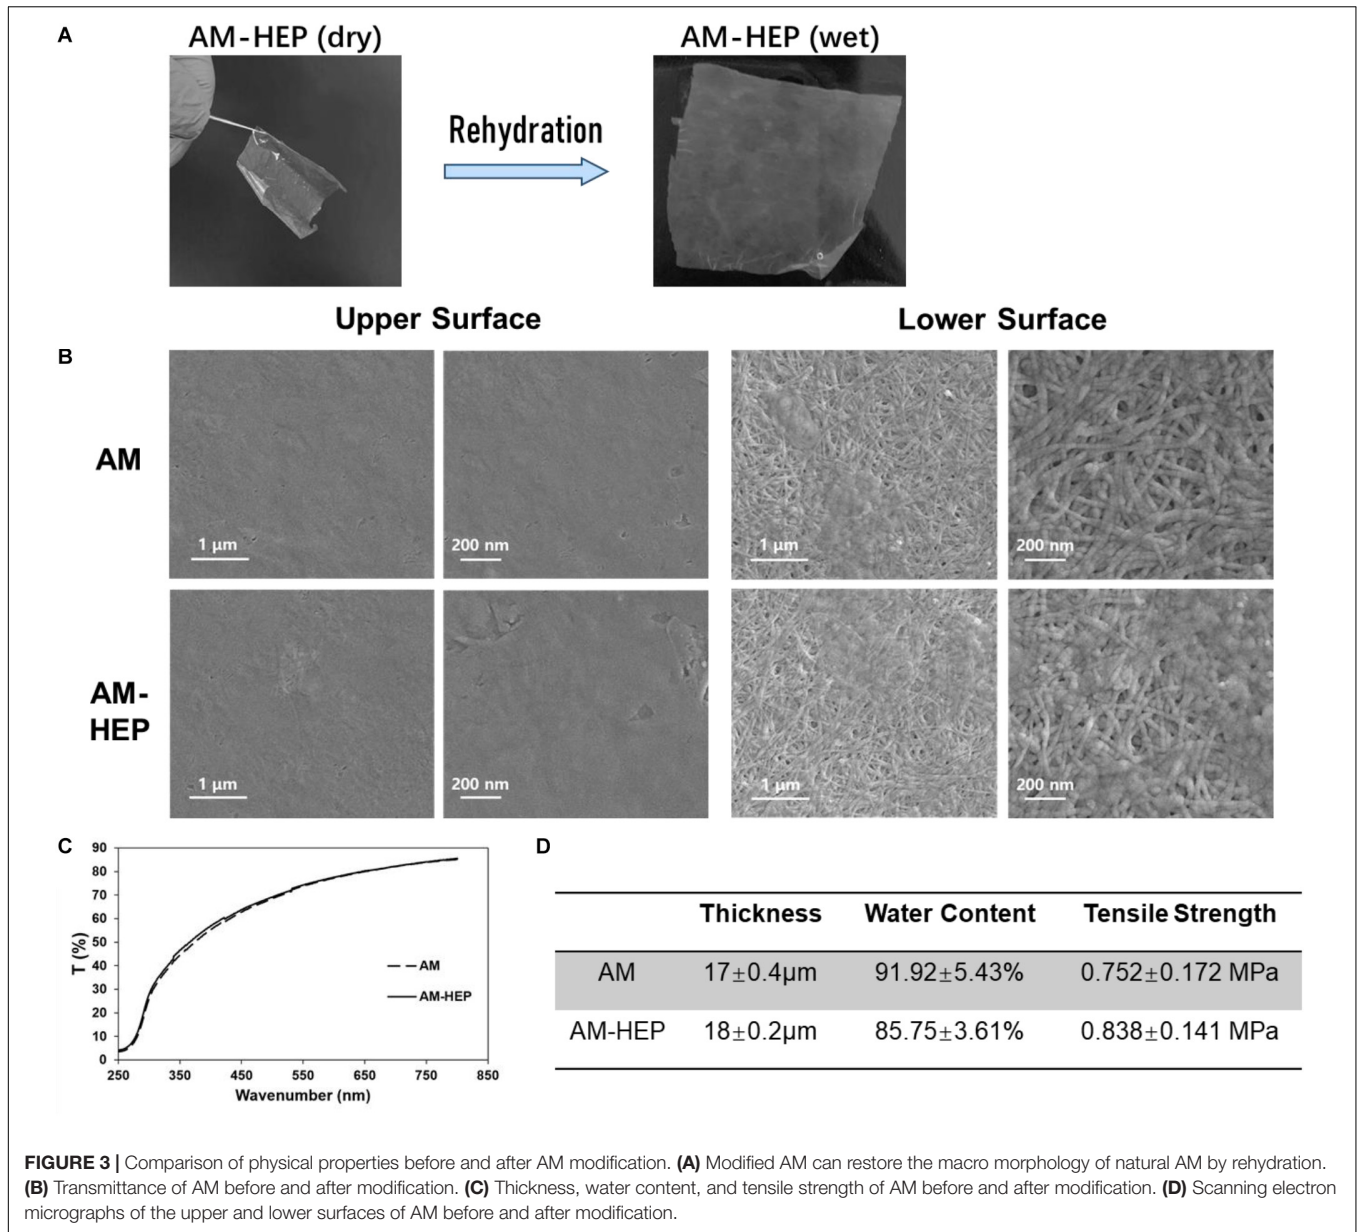 A
AM-HEP (dry)
AM-HEP (wet)
Rehydration
Upper Surface
Lower Surface
B
AM
1 μm
200 nm
1 μm
200 nm
AM-
HEP
1 μm
200 nm
1 μm
200 nm
C
90
80
70
60
50
40
30
20
10
0
T (%)
AM
AM-HEP
250 350 450 550 650 750 850
Wavenumber (nm)
D
Thickness Water Content Tensile Strength
AM 17±0.4μm 91.92±5.43% 0.752±0.172 MPa
AM-HEP 18±0.2μm 85.75±3.61% 0.838±0.141 MPa
FIGURE 3 | Comparison of physical properties before and after AM modification. (A) Modified AM can restore the macro morphology of natural AM by rehydration.
(B) Transmittance of AM before and after modification. (C) Thickness, water content, and tensile strength of AM before and after modification. (D) Scanning electron
micrographs of the upper and lower surfaces of AM before and after modification.